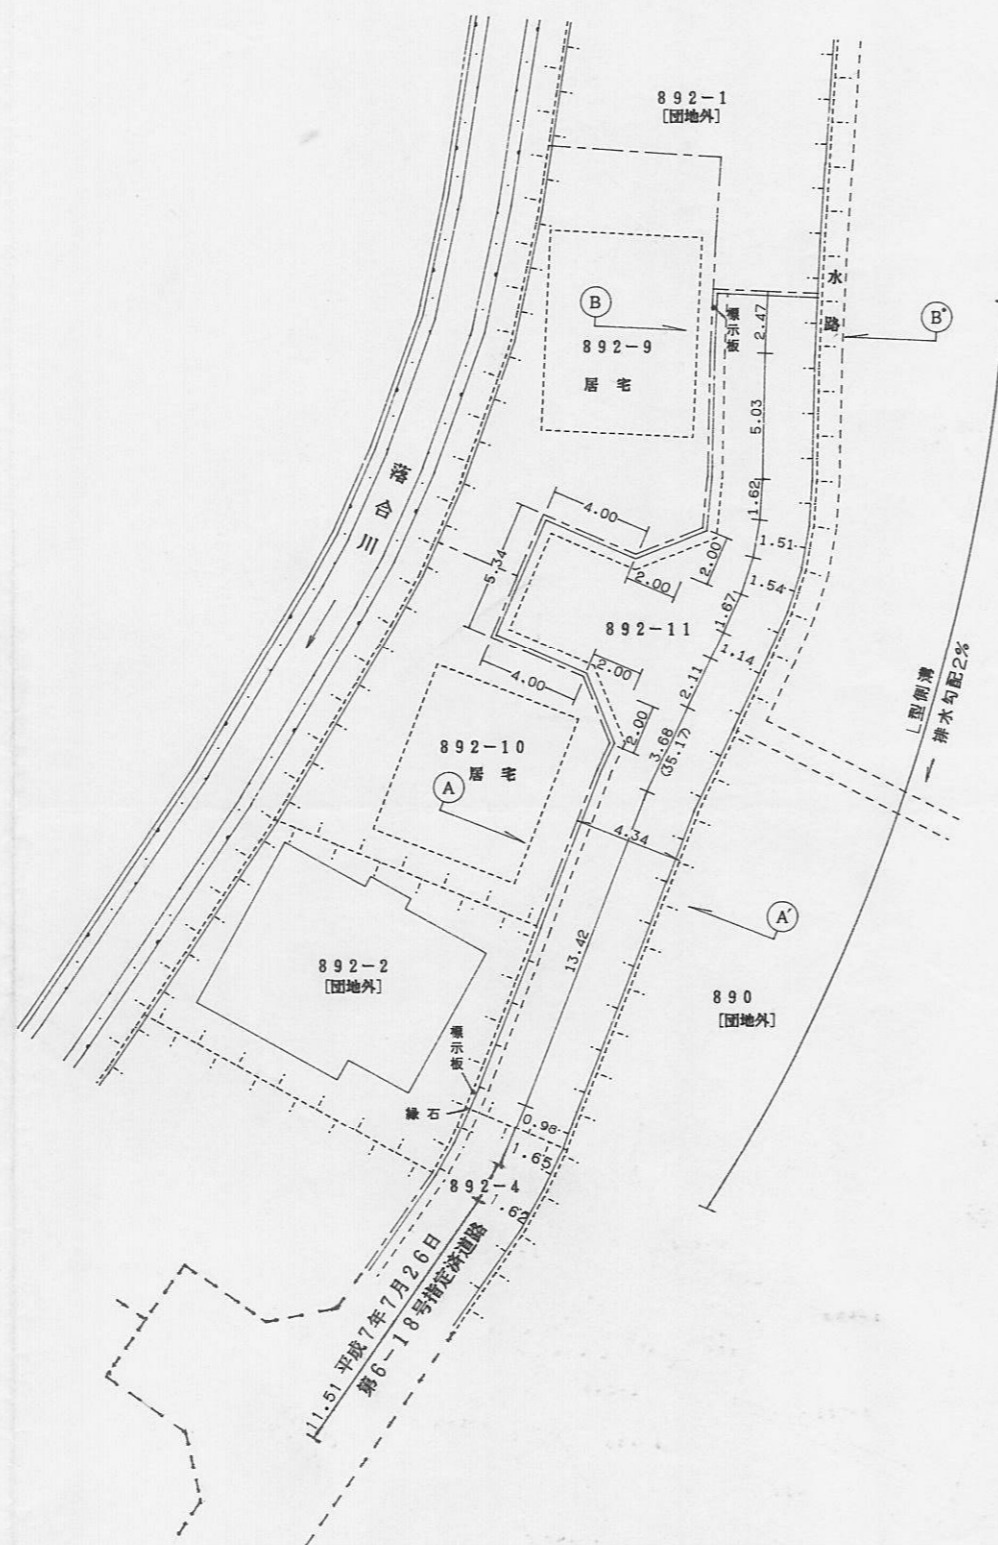 892-1
[団地外]
水路
B
B'
標示板
2.47
892-9
居宅
5.03
落合川
1.62
4.00
1.51
5.34
2.00
2.00
1.54
1.67
892-11
1.14
2.00
4.00
2.11
L型側溝
排水勾配2%
2.00
3.68
(35.17)
892-10
居宅
A
4.34
A'
13.42
892-2
[団地外]
890
[団地外]
標示板
縁石
0.98
1.65
892-4
1.62
11.51 平成7年7月26日
第6-18号指定済道路